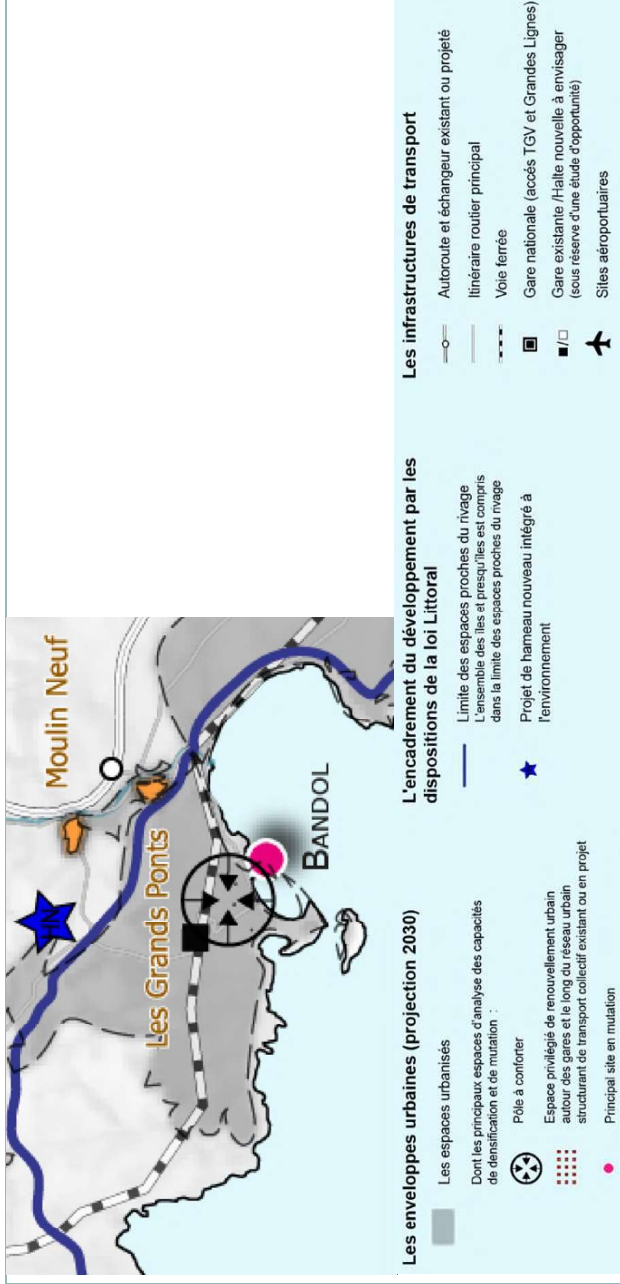 Moulin Neuf
HN
Les Grands Ponts
BANDOL
Les enveloppes urbaines (projection 2030)
Les espaces urbanisés
Dont les principaux espaces d'analyse des capacités
de densification et de mutation :
Pôle à conforter
Espace privilégié de renouvellement urbain
autour des gares et le long du réseau urbain
structurant de transport collectif existant ou en projet
Principal site en mutation
L'encadrement du développement par les
dispositions de la loi Littoral
Limite des espaces proches du rivage
L'ensemble des îles et presqu'îles est compris
dans la limite des espaces proches du rivage
Projet de hameau nouveau intégré à
l'environnement
Les infrastructures de transport
Autoroute et échangeur existant ou projeté
Itinéraire routier principal
Voie ferrée
Gare nationale (accés TGV et Grandes Lignes)
Gare existante /Halte nouvelle à envisager
(sous réserve d'une étude d'opportunité)
Sites aéroportuaires